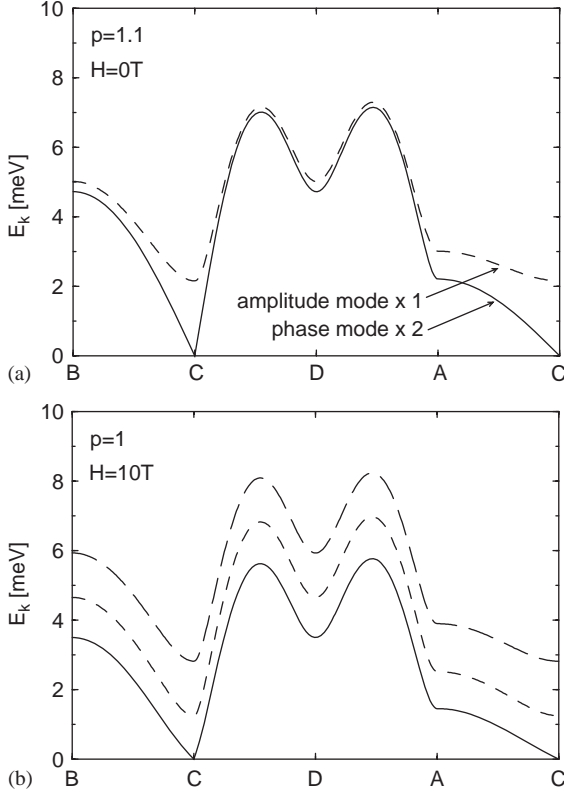 10
p=1.1
H=0T
8
6
E_k [meV]
4
2
amplitude mode x 1
phase mode x 2
0
(a)
B C D A C
10
p=1
H=10T
8
6
E_k [meV]
4
2
0
(b)
B C D A C